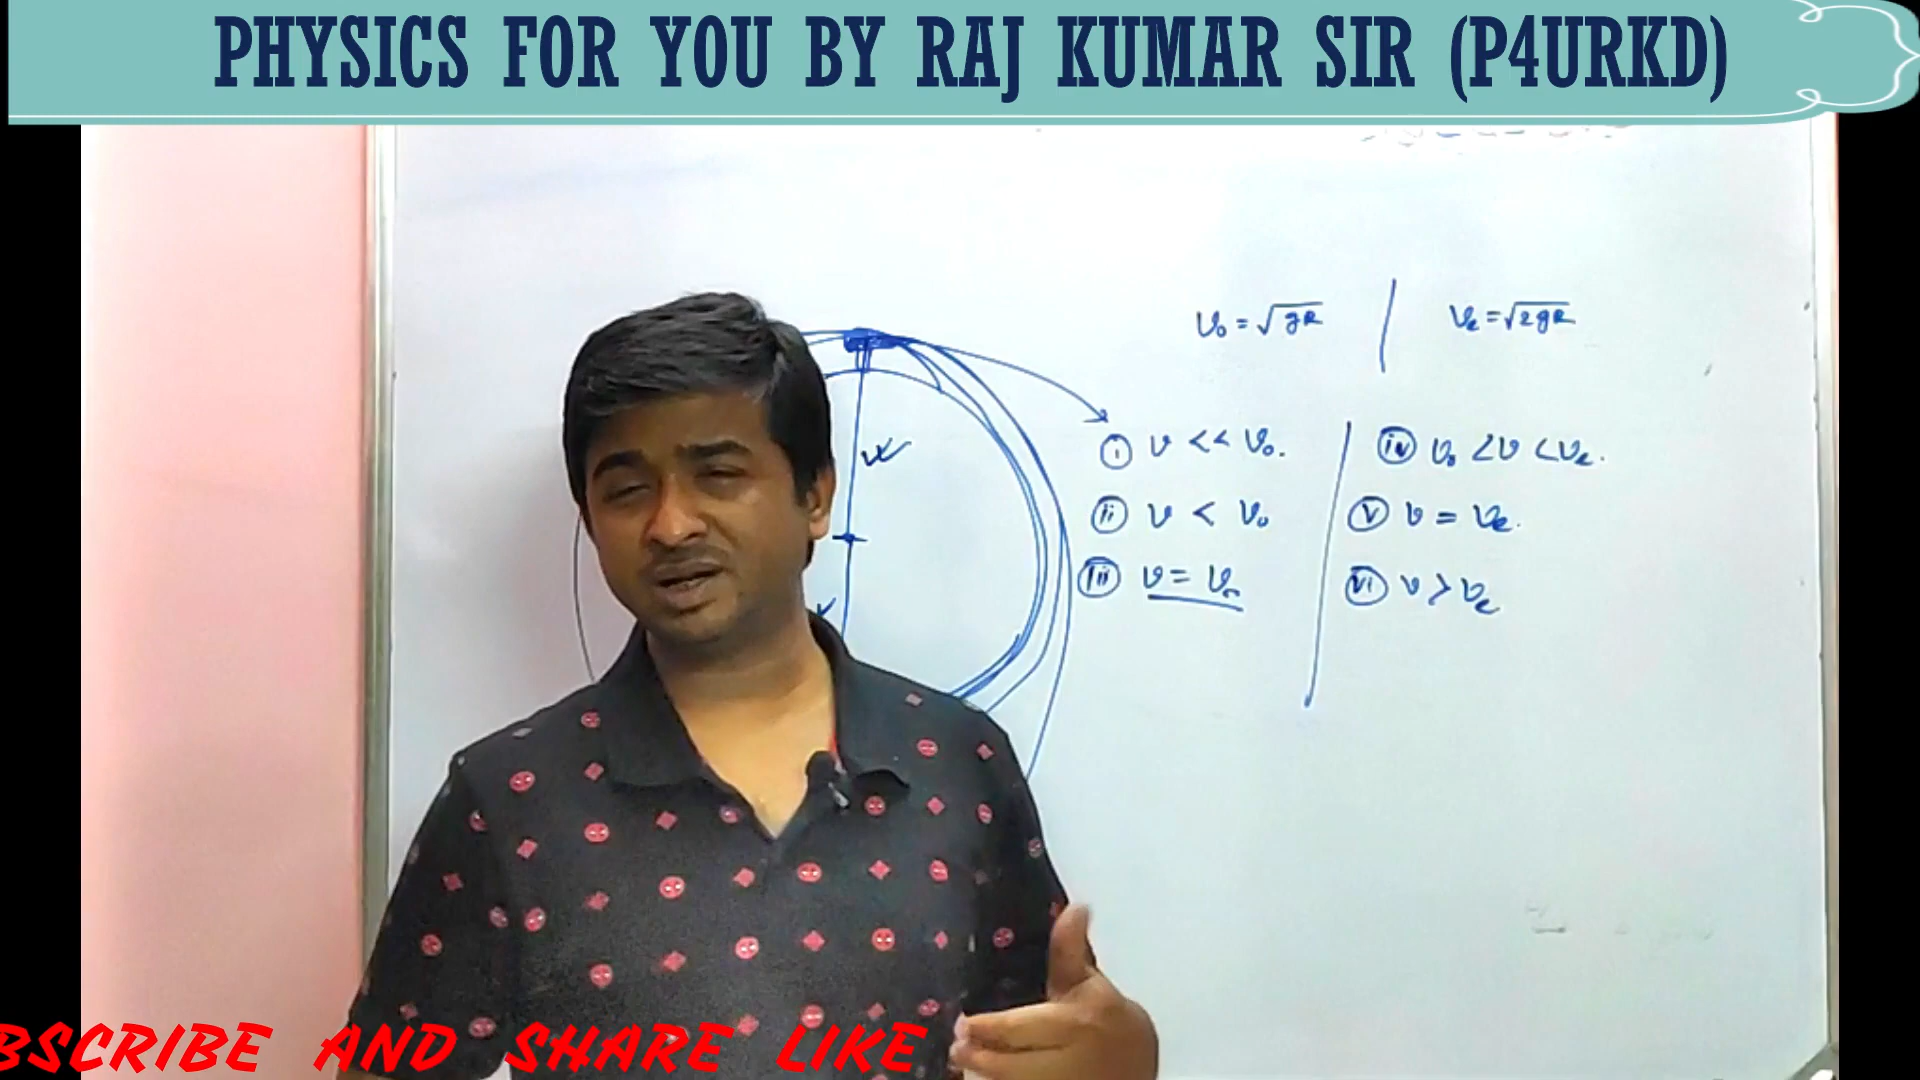 PHYSICS FOR YOU BY RAJ KUMAR SIR (P4URKD)
v₀ = √gR | vₑ = √2gR
(i) v << v₀.
(ii) v < v₀
(iii) v = v₀
(iv) v₀ < v < vₑ.
(v) v = vₑ.
(vi) v > vₑ
BSCRIBE AND SHARE LIKE